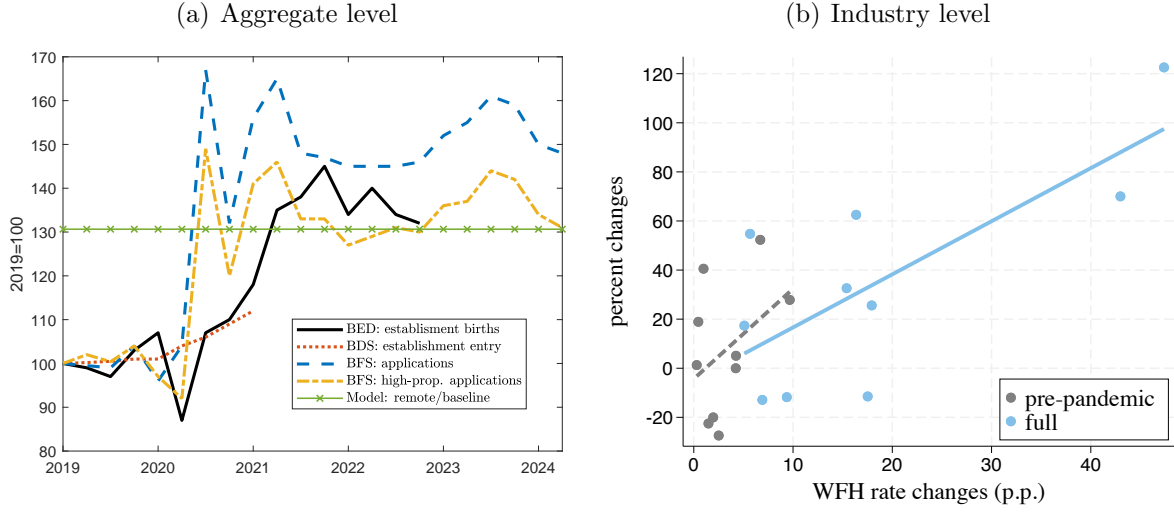 (a) Aggregate level
170
160
150
140
130
120
110
100
90
80
2019=100
2019 2020 2021 2022 2023 2024
BED: establisment births
BDS: establishment entry
BFS: applications
BFS: high-prop. applications
Model: remote/baseline
(b) Industry level
120
100
80
60
40
20
0
-20
percent changes
0 10 20 30 40
WFH rate changes (p.p.)
pre-pandemic
full